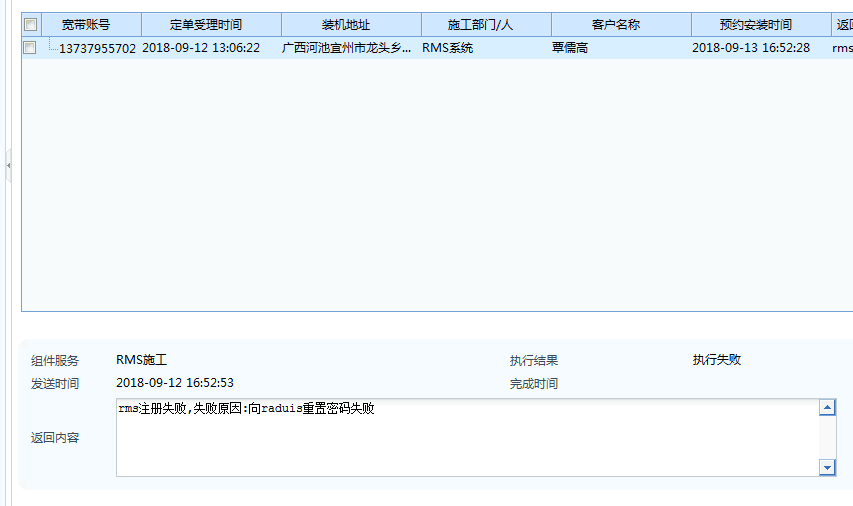 宽带账号 定单受理时间 装机地址 施工部门/人 客户名称 预约安装时间 返回
13737955702 2018-09-12 13:06:22 广西河池宜州市龙头乡... RMS系统 覃儒高 2018-09-13 16:52:28 rms
组件服务 RMS施工 执行结果 执行失败
发送时间 2018-09-12 16:52:53 完成时间
rms注册失败,失败原因:向raduis重置密码失败
返回内容